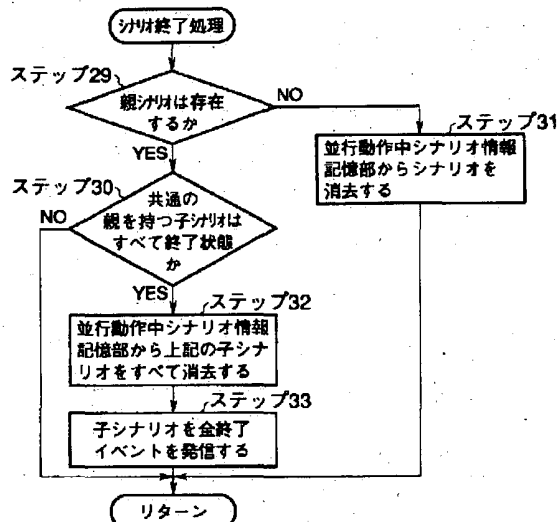 シナリオ終了処理
ステップ29
親シナリオは存在
するか
NO
YES
ステップ31
並行動作中シナリオ情報
記憶部からシナリオを
消去する
ステップ30
共通の
親を持つ子シナリオは
すべて終了状態
か
NO
YES
ステップ32
並行動作中シナリオ情報
記憶部から上記の子シナ
リオをすべて消去する
ステップ33
子シナリオを全終了
イベントを発信する
リターン